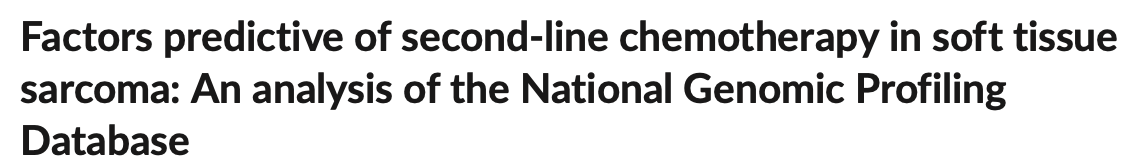 Factors predictive of second-line chemotherapy in soft tissue
sarcoma: An analysis of the National Genomic Profiling
Database